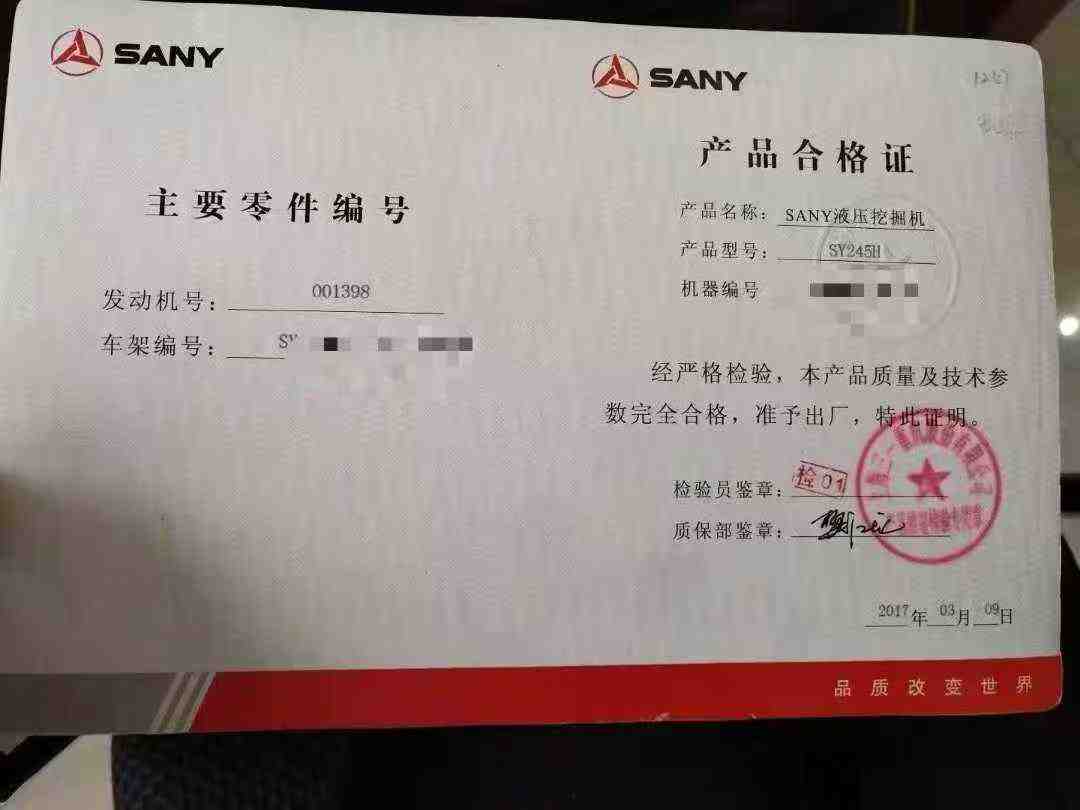 SANY
主要零件编号
发动机号：001398
车架编号：SY
SANY
产品合格证
产品名称：SANY液压挖掘机
产品型号：SY245H
机器编号
经严格检验，本产品质量及技术参
数完全合格，准予出厂，特此证明。
检验员鉴章：检01
质保部鉴章：
2017年03月09日
品质改变世界